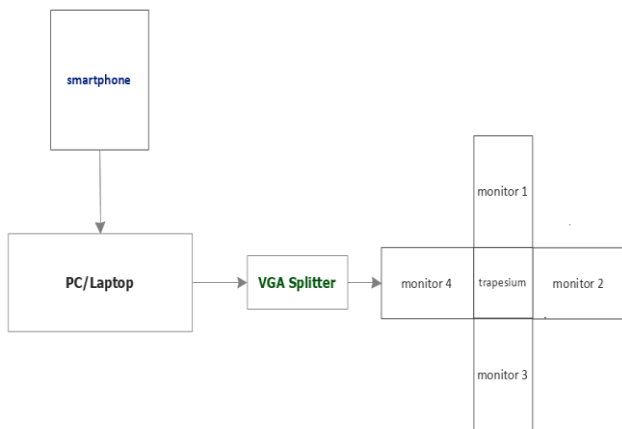 smartphone
monitor 1
PC/Laptop
VGA Splitter
monitor 4
trapesium
monitor 2
monitor 3